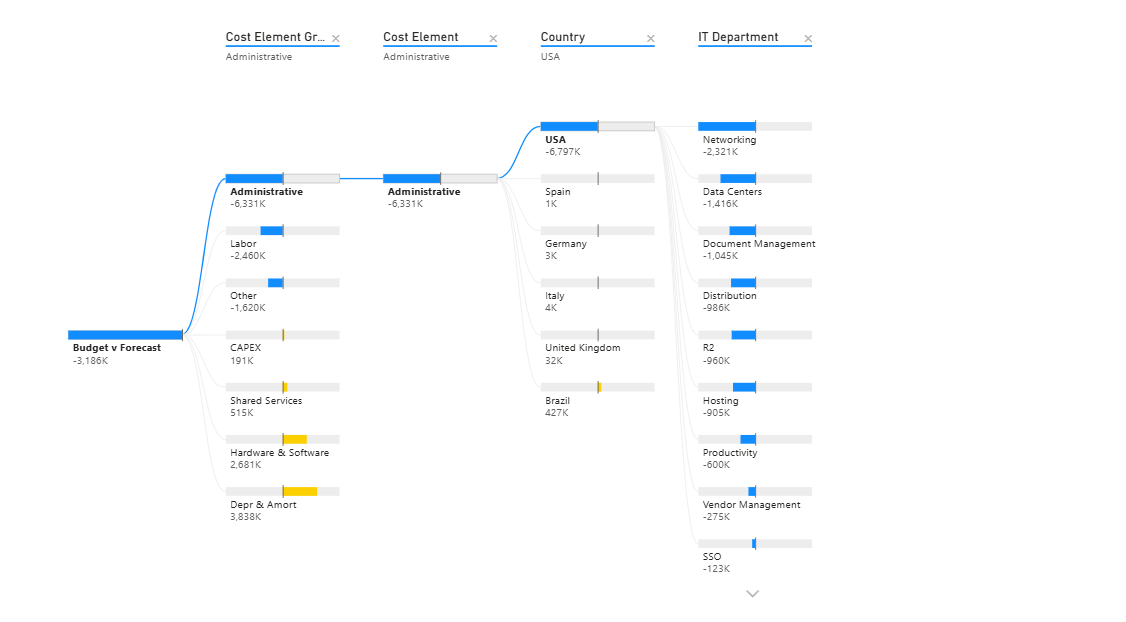 Cost Element Gr...
Administrative
Cost Element
Administrative
Country
USA
IT Department
Budget v Forecast
-3,186K
Administrative
-6,331K
Labor
-2,460K
Other
-1,620K
CAPEX
191K
Shared Services
515K
Hardware & Software
2,681K
Depr & Amort
3,838K
Administrative
-6,331K
USA
-6,797K
Spain
1K
Germany
3K
Italy
4K
United Kingdom
32K
Brazil
427K
Networking
-2,321K
Data Centers
-1,416K
Document Management
-1,045K
Distribution
-986K
R2
-960K
Hosting
-905K
Productivity
-600K
Vendor Management
-275K
SSO
-123K